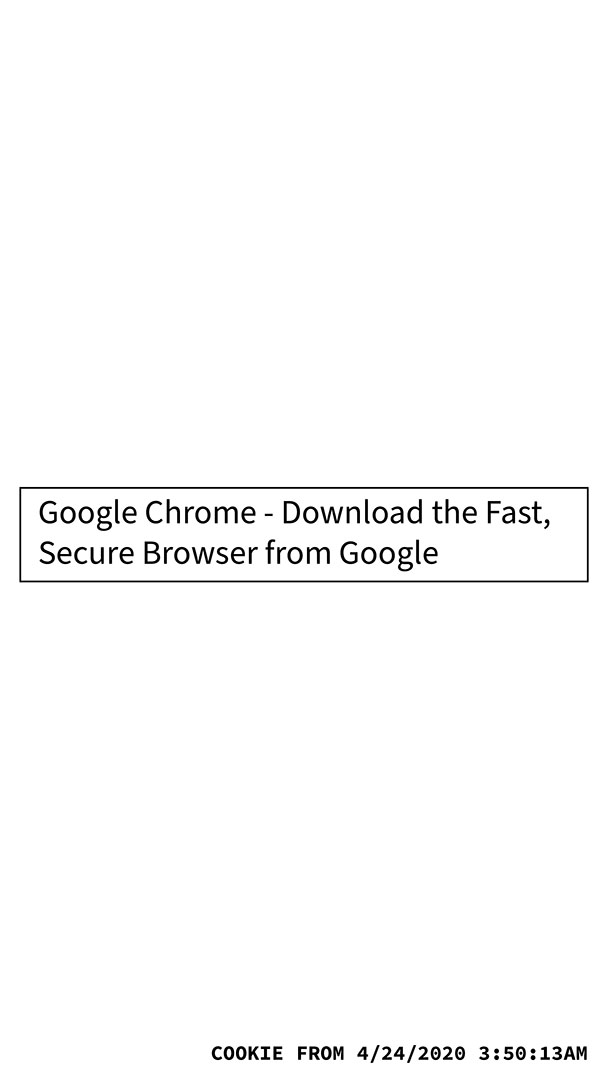 Google Chrome - Download the Fast,
Secure Browser from Google
COOKIE FROM 4/24/2020 3:50:13AM